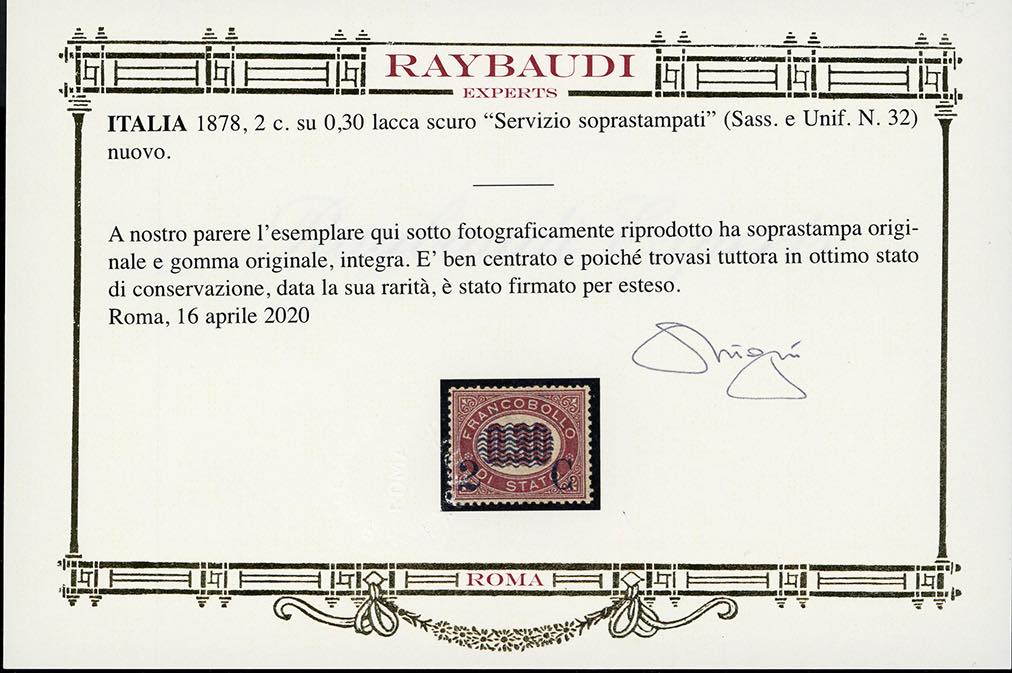 RAYBAUDI
EXPERTS
ITALIA 1878, 2 c. su 0,30 lacca scuro “Servizio soprastampati” (Sass. e Unif. N. 32)
nuovo.
A nostro parere l’esemplare qui sotto fotograficamente riprodotto ha soprastampa origi-
nale e gomma originale, integra. E’ ben centrato e poiché trovasi tuttora in ottimo stato
di conservazione, data la sua rarità, è stato firmato per esteso.
Roma, 16 aprile 2020
FRANCOBOLLO
0,30
2 C
DI STATO
ROMA